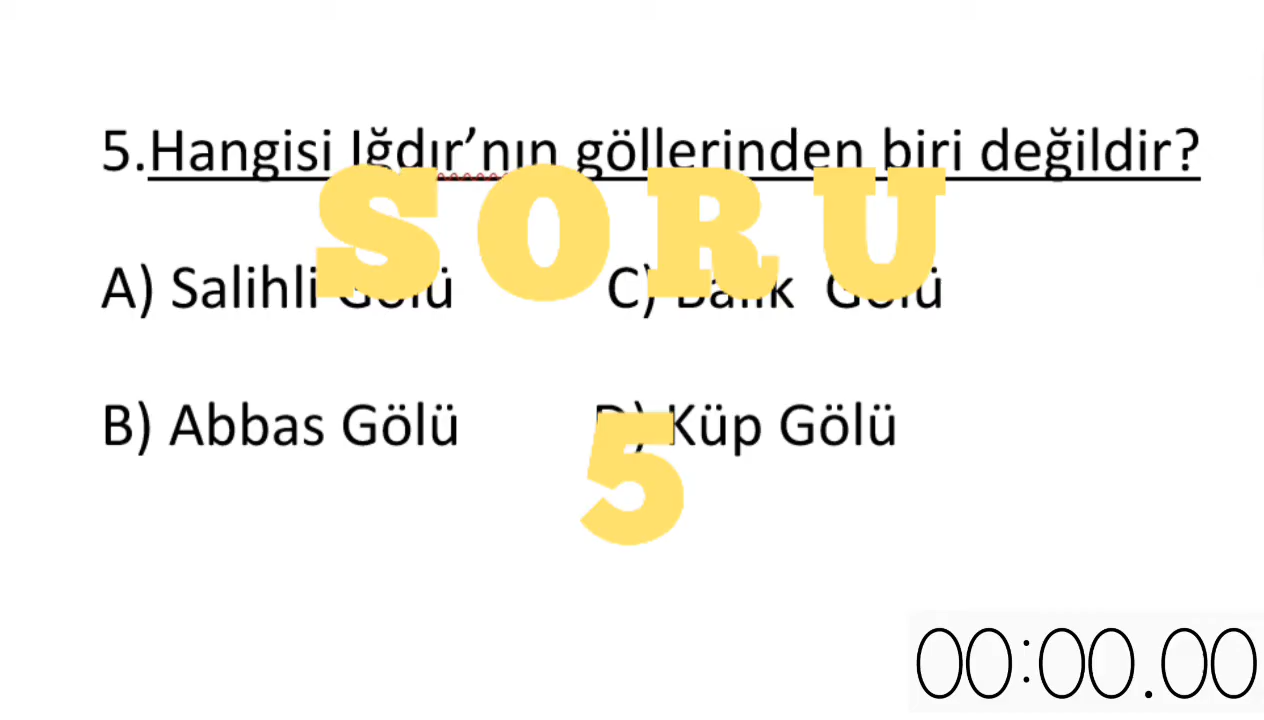 5.Hangisi Iğdır’nın göllerinden biri değildir?
SORU
A) Salihli Gölü C) Balık Gölü
B) Abbas Gölü D) Küp Gölü
5
00:00.00